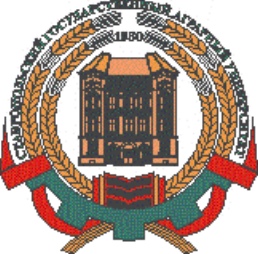 СТАВРОПОЛЬСКИЙ ГОСУДАРСТВЕННЫЙ АГРАРНЫЙ УНИВЕРСИТЕТ
1930